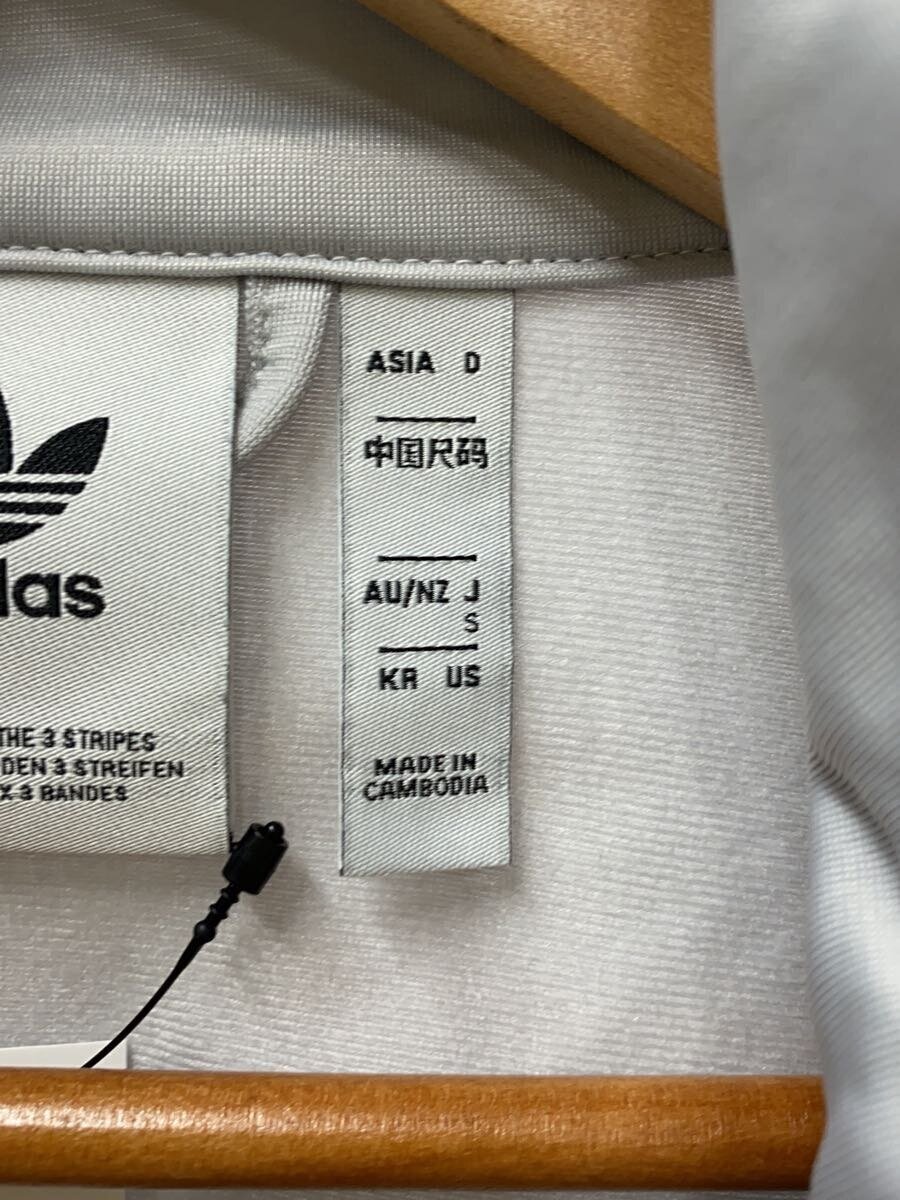 ASIA D
中国尺码
AU/NZ J
S
KR US
MADE IN
CAMBODIA
das
THE 3 STRIPES
DEN 3 STREIFEN
3 BANDES